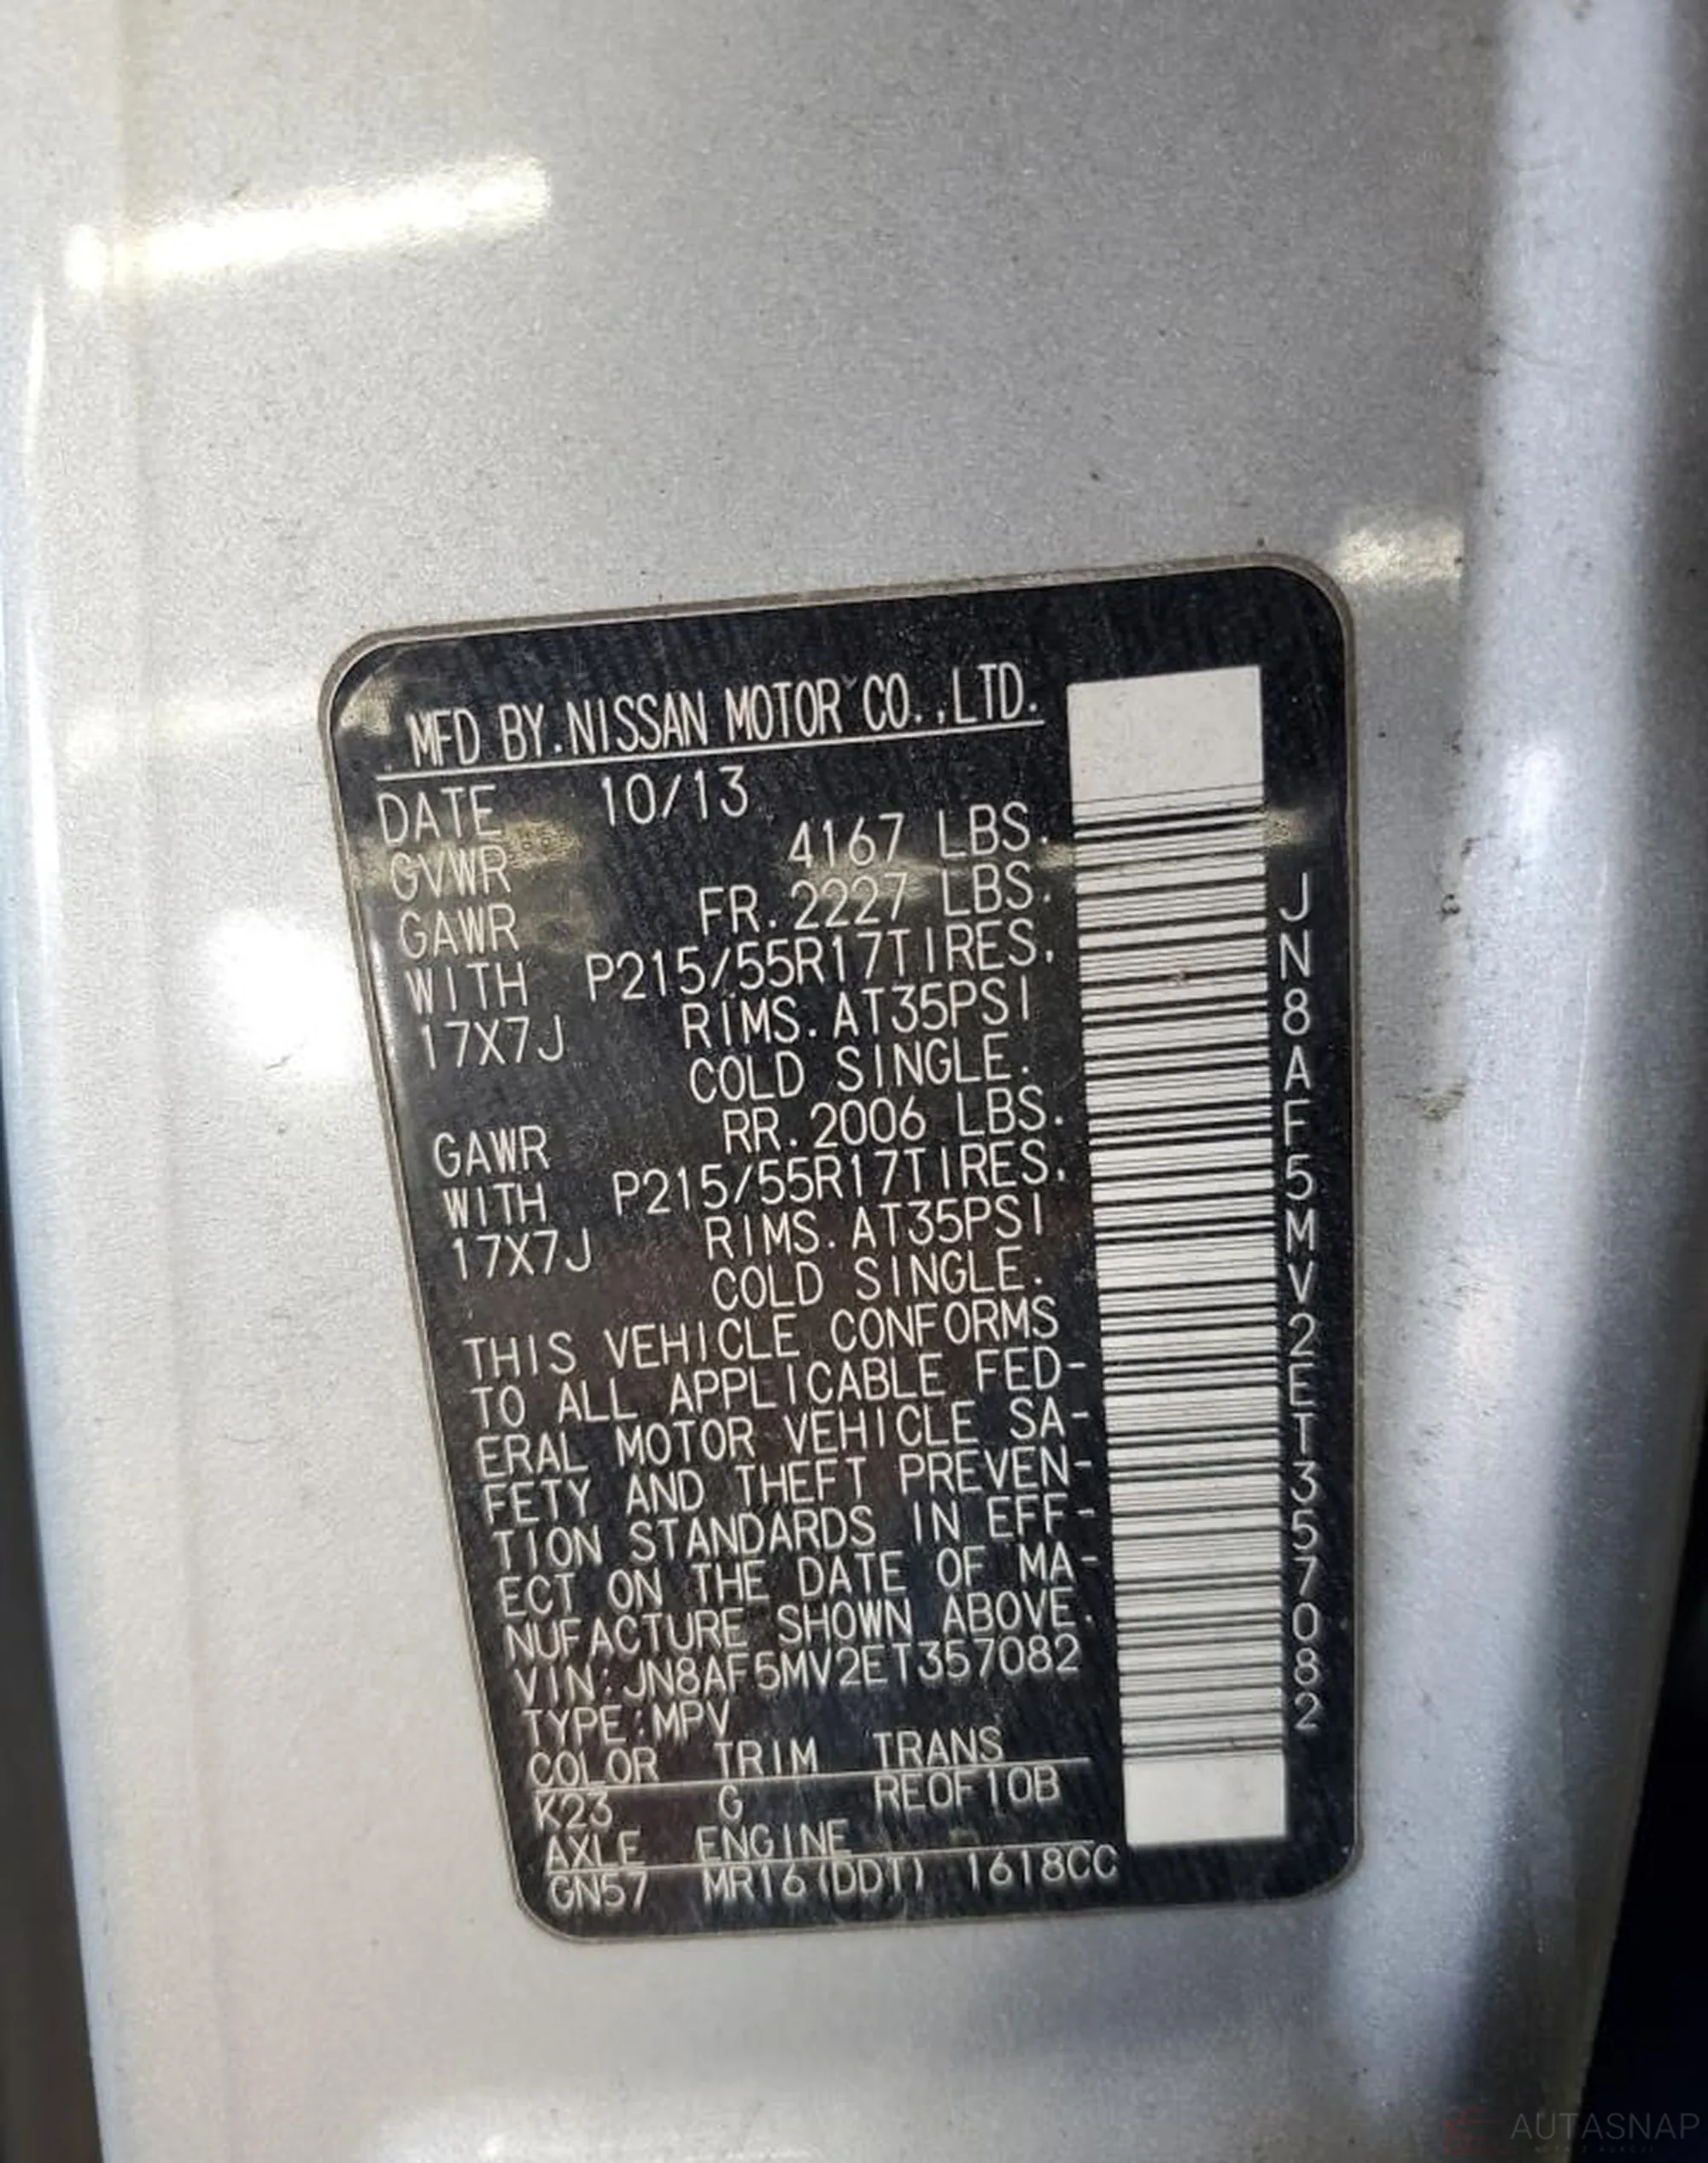 MFD BY.NISSAN MOTOR CO.,LTD.
DATE 10/13
GVWR 4167 LBS.
GAWR FR.2227 LBS.
WITH P215/55R17TIRES.
17X7J RIMS.AT35PSI
COLD SINGLE.
GAWR RR.2006 LBS.
WITH P215/55R17TIRES.
17X7J RIMS.AT35PSI
COLD SINGLE.
THIS VEHICLE CONFORMS
TO ALL APPLICABLE FED-
ERAL MOTOR VEHICLE SA-
FETY AND THEFT PREVEN-
TION STANDARDS IN EFF-
ECT ON THE DATE OF MA-
NUFACTURE SHOWN ABOVE.
VIN:JN8AF5MV2ET357082
TYPE:MPV
COLOR TRIM TRANS
K23 G RE0F10B
AXLE ENGINE
GN57 MR16(DDT) 1618CC
JN8AF5MV2ET357082
AUTASNAP